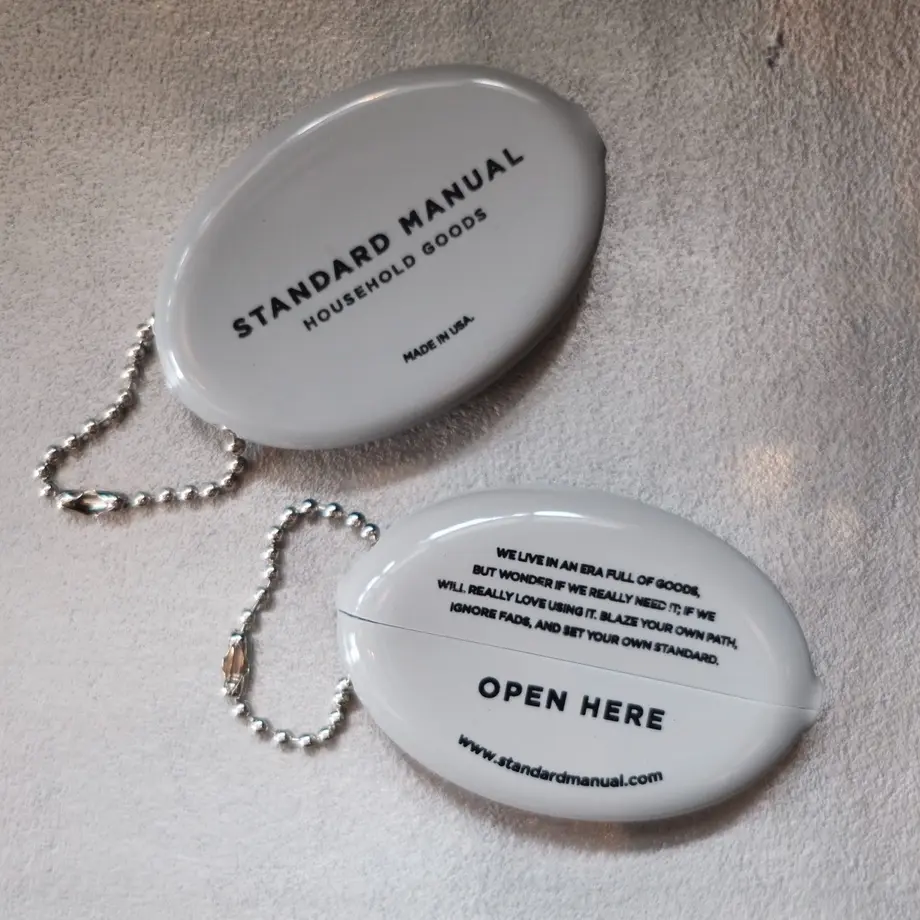 STANDARD MANUAL
HOUSEHOLD GOODS
MADE IN USA.
WE LIVE IN AN ERA FULL OF GOODS,
BUT WONDER IF WE REALLY NEED IT; IF WE
WILL REALLY LOVE USING IT. BLAZE YOUR OWN PATH,
IGNORE FADS, AND SET YOUR OWN STANDARD.
OPEN HERE
www.standardmanual.com